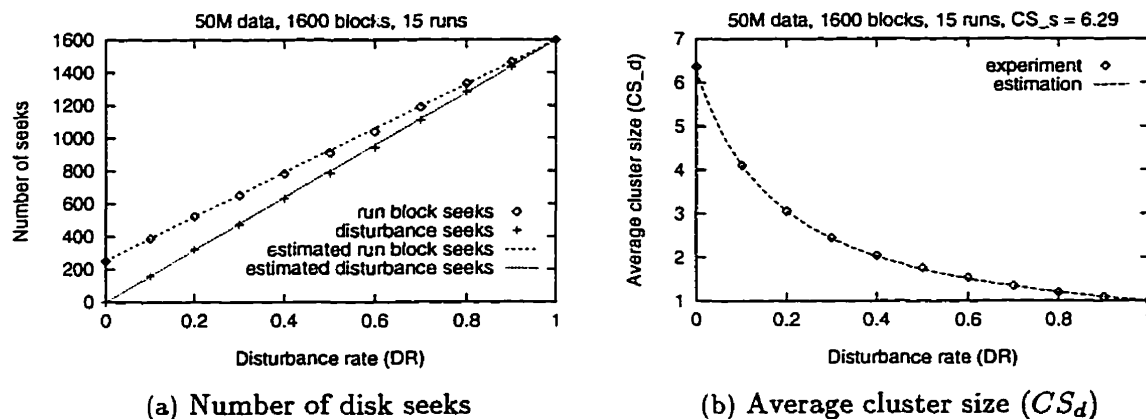 50M data, 1600 blocks, 15 runs
1600
1400
1200
1000
800
600
400
200
0
Number of seeks
run block seeks
disturbance seeks
estimated run block seeks
estimated disturbance seeks
0 0.2 0.4 0.6 0.8 1
Disturbance rate (DR)
(a) Number of disk seeks
50M data, 1600 blocks, 15 runs, CS_s = 6.29
7
6
5
4
3
2
1
Average cluster size (CS_d)
experiment
estimation
0 0.2 0.4 0.6 0.8 1
Disturbance rate (DR)
(b) Average cluster size (CS_d)